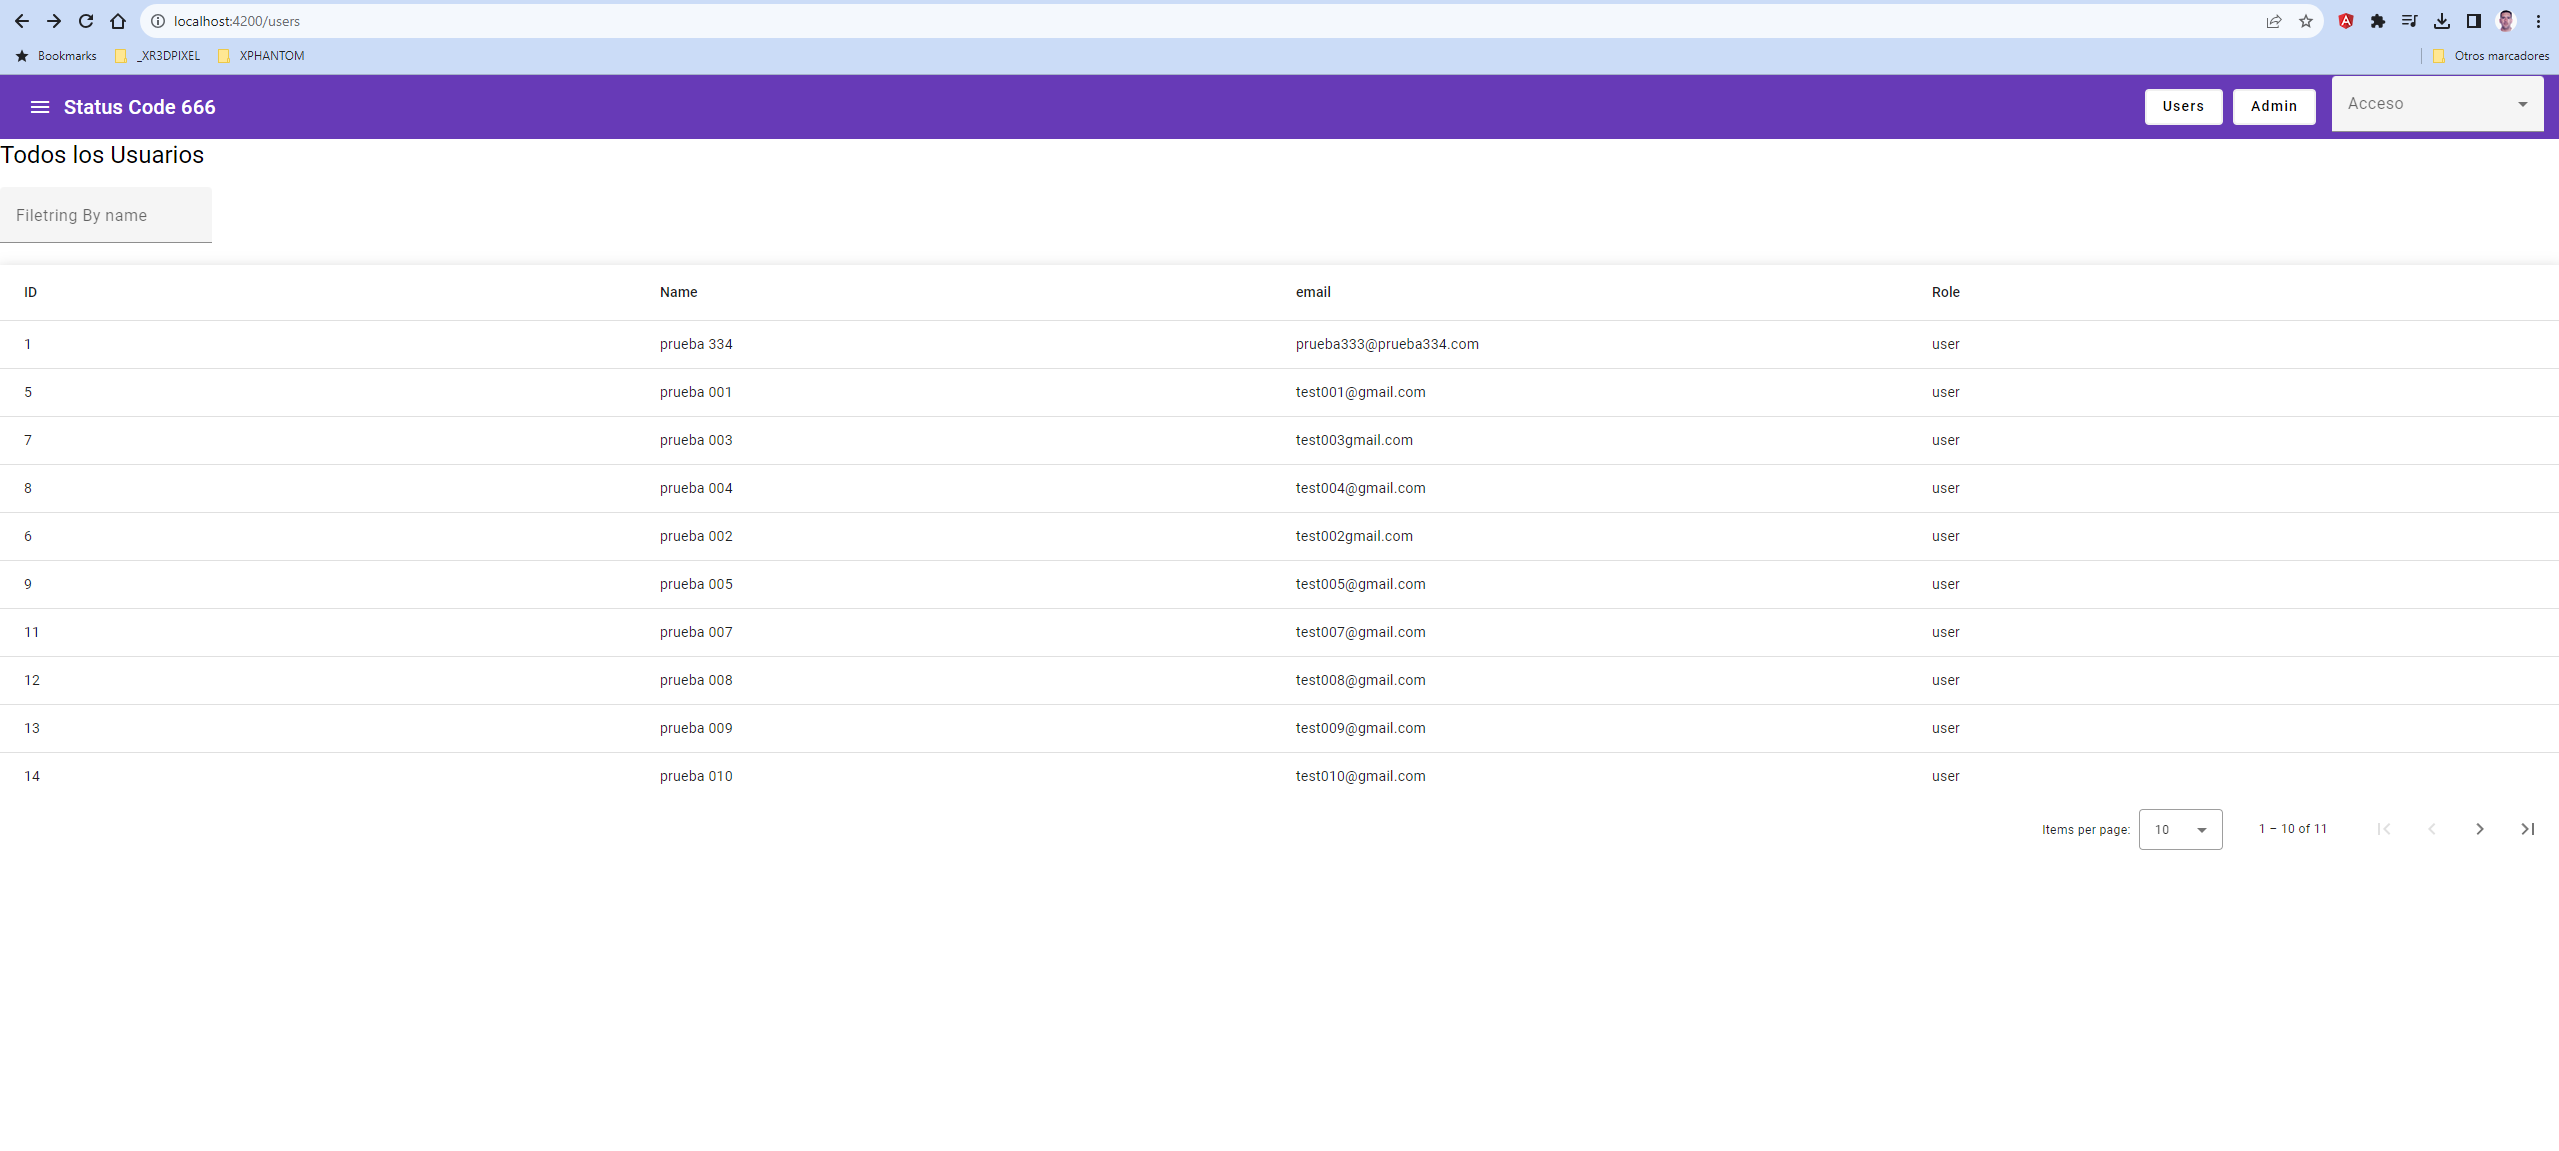 localhost:4200/users
Bookmarks _XR3DPIXEL XPHANTOM Otros marcadores
Status Code 666 Users Admin Acceso
Todos los Usuarios
Filetring By name
ID Name email Role
1 prueba 334 prueba333@prueba334.com user
5 prueba 001 test001@gmail.com user
7 prueba 003 test003gmail.com user
8 prueba 004 test004@gmail.com user
6 prueba 002 test002gmail.com user
9 prueba 005 test005@gmail.com user
11 prueba 007 test007@gmail.com user
12 prueba 008 test008@gmail.com user
13 prueba 009 test009@gmail.com user
14 prueba 010 test010@gmail.com user
Items per page: 10 1 – 10 of 11